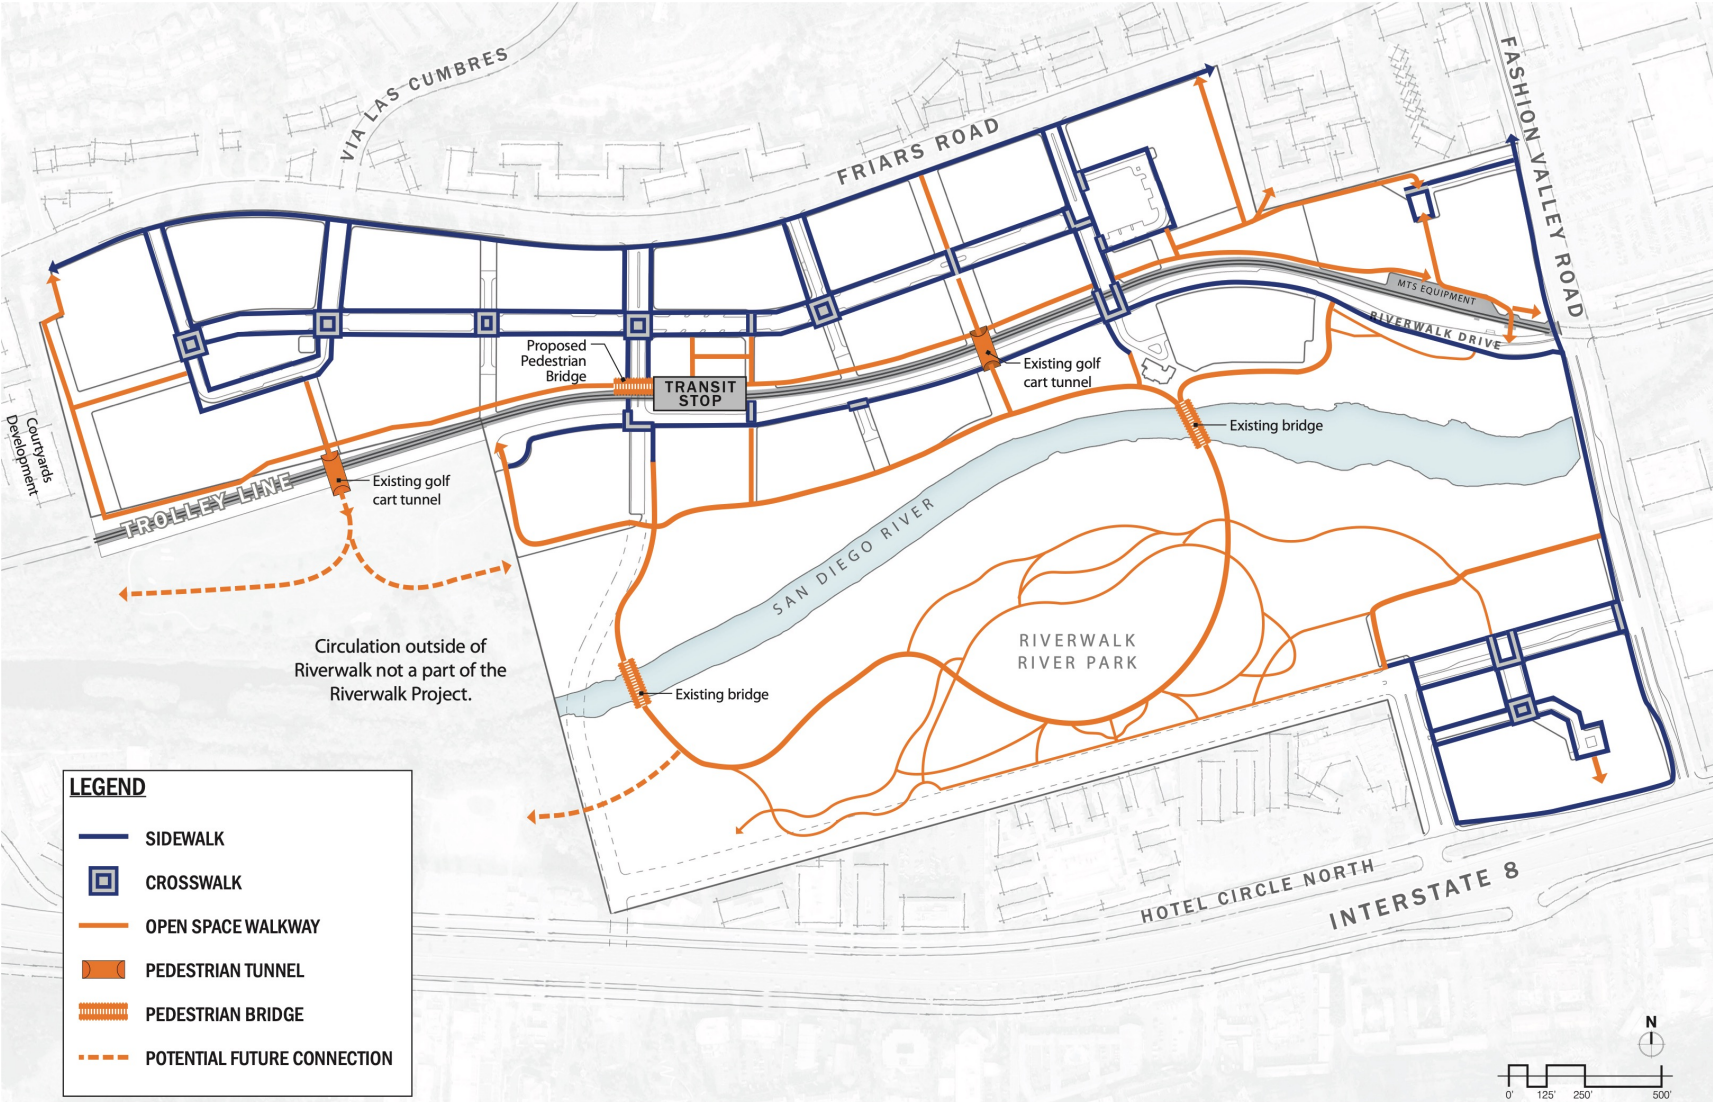 VIA LAS CUMBRES
FRIARS ROAD
FASHION VALLEY ROAD
MTS EQUIPMENT
RIVERWALK DRIVE
Proposed
Pedestrian
Bridge
TRANSIT
STOP
Existing golf
cart tunnel
Existing bridge
Courtyards
Development
TROLLEY LINE
Existing golf
cart tunnel
SAN DIEGO RIVER
RIVERWALK
RIVER PARK
Circulation outside of
Riverwalk not a part of the
Riverwalk Project.
Existing bridge
HOTEL CIRCLE NORTH
INTERSTATE 8
LEGEND
SIDEWALK
CROSSWALK
OPEN SPACE WALKWAY
PEDESTRIAN TUNNEL
PEDESTRIAN BRIDGE
POTENTIAL FUTURE CONNECTION
N
0' 125' 250' 500'